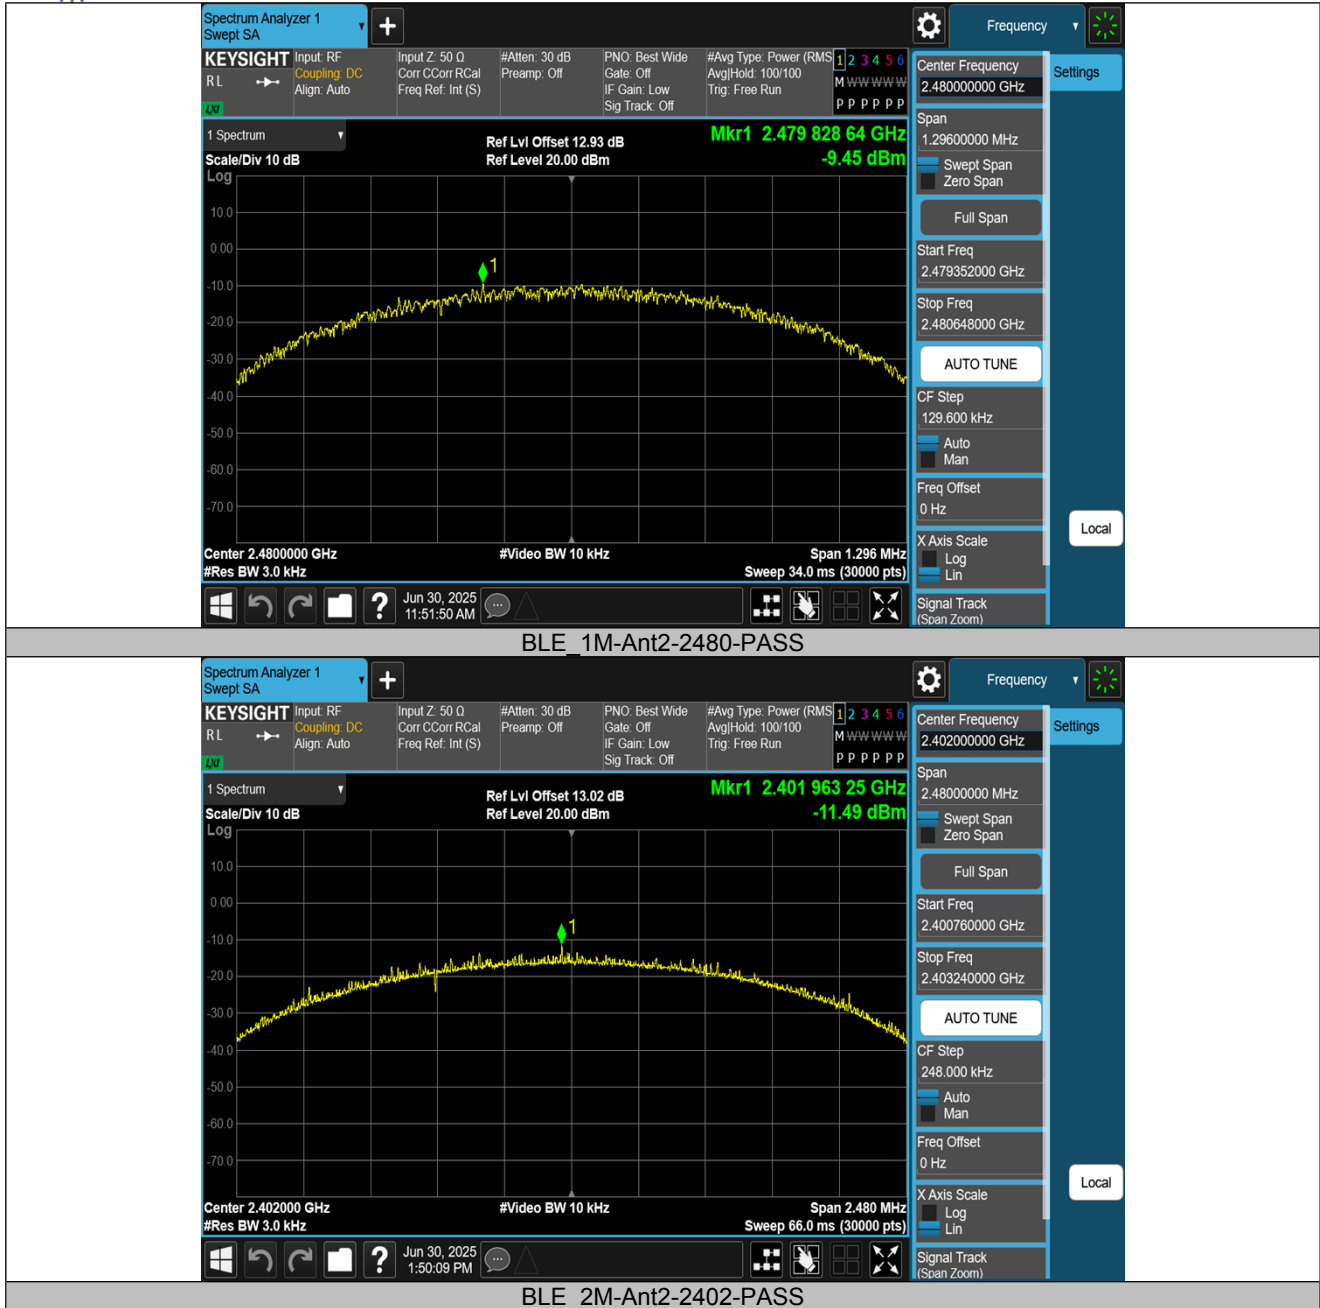 Spectrum Analyzer 1
Swept SA
Frequency
KEYSIGHT
R L
LXI
Input: RF
Coupling: DC
Align: Auto
Input Z: 50 Ω
Corr CCorr RCal
Freq Ref: Int (S)
#Atten: 30 dB
Preamp: Off
PNO: Best Wide
Gate: Off
IF Gain: Low
Sig Track: Off
#Avg Type: Power (RMS
Avg|Hold: 100/100
Trig: Free Run
1 2 3 4 5 6
M W W W W W
P P P P P P
Center Frequency
2.480000000 GHz
Settings
Span
1.29600000 MHz
Swept Span
Zero Span
Full Span
Start Freq
2.479352000 GHz
Stop Freq
2.480648000 GHz
AUTO TUNE
CF Step
129.600 kHz
Auto
Man
Freq Offset
0 Hz
X Axis Scale
Log
Lin
Signal Track
(Span Zoom)
Local
1 Spectrum
Scale/Div 10 dB
Log
Ref Lvl Offset 12.93 dB
Ref Level 20.00 dBm
Mkr1 2.479 828 64 GHz
-9.45 dBm
1
10.0
0.00
-10.0
-20.0
-30.0
-40.0
-50.0
-60.0
-70.0
Center 2.4800000 GHz
#Video BW 10 kHz
Span 1.296 MHz
#Res BW 3.0 kHz
Sweep 34.0 ms (30000 pts)
Jun 30, 2025
11:51:50 AM
BLE_1M-Ant2-2480-PASS
Spectrum Analyzer 1
Swept SA
Frequency
KEYSIGHT
R L
LXI
Input: RF
Coupling: DC
Align: Auto
Input Z: 50 Ω
Corr CCorr RCal
Freq Ref: Int (S)
#Atten: 30 dB
Preamp: Off
PNO: Best Wide
Gate: Off
IF Gain: Low
Sig Track: Off
#Avg Type: Power (RMS
Avg|Hold: 100/100
Trig: Free Run
1 2 3 4 5 6
M W W W W W
P P P P P P
Center Frequency
2.402000000 GHz
Settings
Span
2.48000000 MHz
Swept Span
Zero Span
Full Span
Start Freq
2.400760000 GHz
Stop Freq
2.403240000 GHz
AUTO TUNE
CF Step
248.000 kHz
Auto
Man
Freq Offset
0 Hz
X Axis Scale
Log
Lin
Signal Track
(Span Zoom)
Local
1 Spectrum
Scale/Div 10 dB
Log
Ref Lvl Offset 13.02 dB
Ref Level 20.00 dBm
Mkr1 2.401 963 25 GHz
-11.49 dBm
1
10.0
0.00
-10.0
-20.0
-30.0
-40.0
-50.0
-60.0
-70.0
Center 2.402000 GHz
#Video BW 10 kHz
Span 2.480 MHz
#Res BW 3.0 kHz
Sweep 66.0 ms (30000 pts)
Jun 30, 2025
1:50:09 PM
BLE_2M-Ant2-2402-PASS